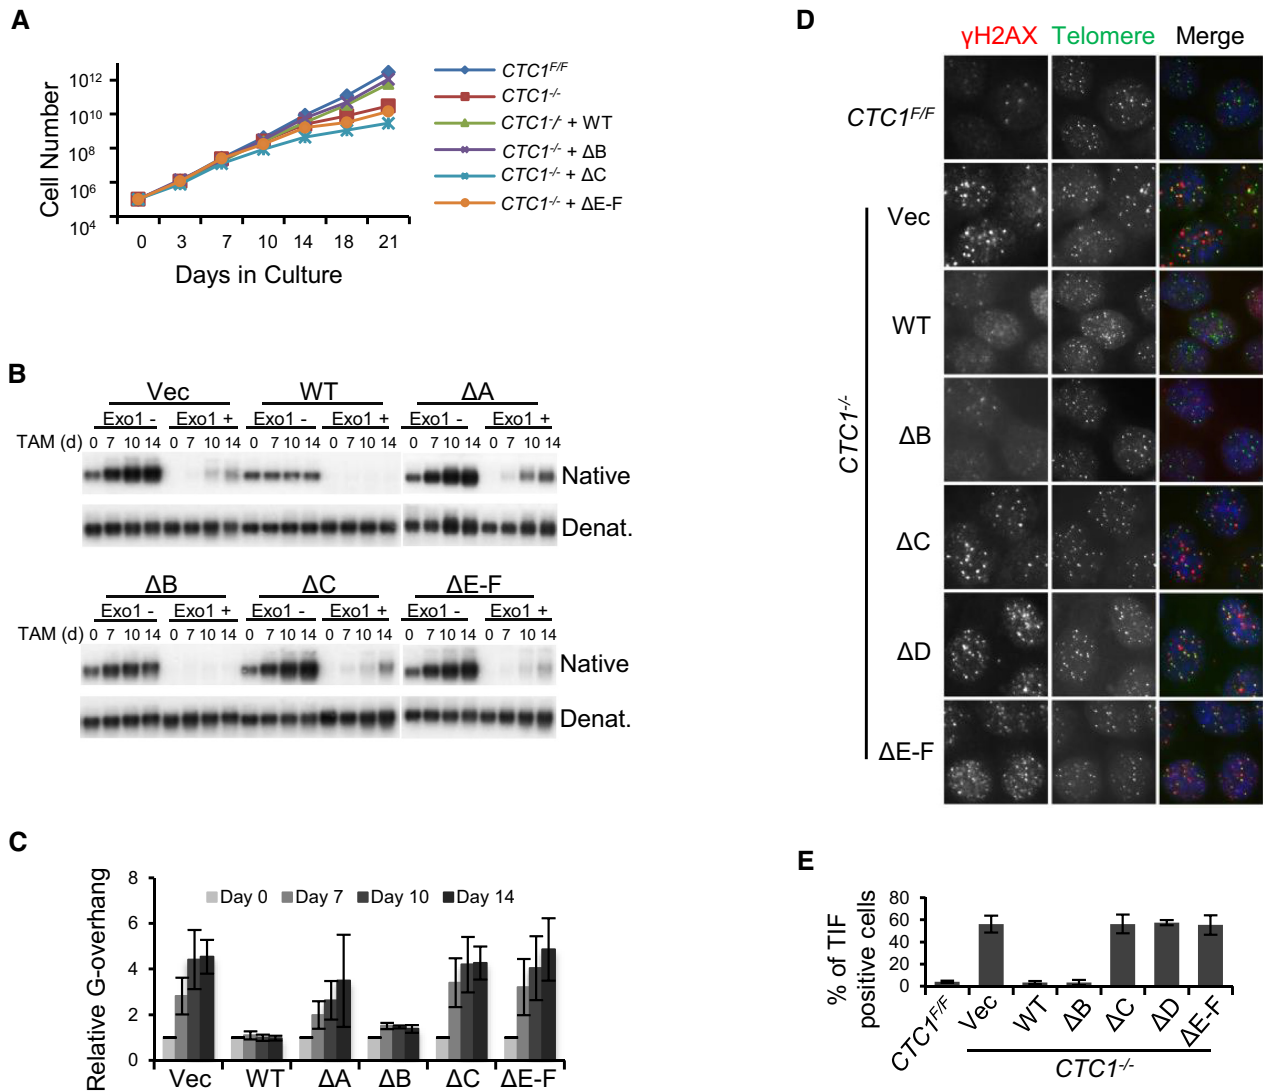 A
Cell Number
10¹²
10¹⁰
10⁸
10⁶
10⁴
0 3 7 10 14 18 21
Days in Culture
CTC1F/F
CTC1-/-
CTC1-/- + WT
CTC1-/- + ΔB
CTC1-/- + ΔC
CTC1-/- + ΔE-F
B
Vec WT ΔA
Exo1 - Exo1 + Exo1 - Exo1 + Exo1 - Exo1 +
TAM (d) 0 7 10 14 0 7 10 14 0 7 10 14 0 7 10 14 0 7 10 14 0 7 10 14
Native
Denat.
ΔB ΔC ΔE-F
Exo1 - Exo1 + Exo1 - Exo1 + Exo1 - Exo1 +
TAM (d) 0 7 10 14 0 7 10 14 0 7 10 14 0 7 10 14 0 7 10 14 0 7 10 14
Native
Denat.
C
Relative G-overhang
8
6
4
2
0
Day 0 Day 7 Day 10 Day 14
Vec WT ΔA ΔB ΔC ΔE-F
D
γH2AX Telomere Merge
CTC1F/F
CTC1-/-
Vec
WT
ΔB
ΔC
ΔD
ΔE-F
E
% of TIF
positive cells
80
60
40
20
0
CTC1F/F Vec WT ΔB ΔC ΔD ΔE-F
CTC1-/-